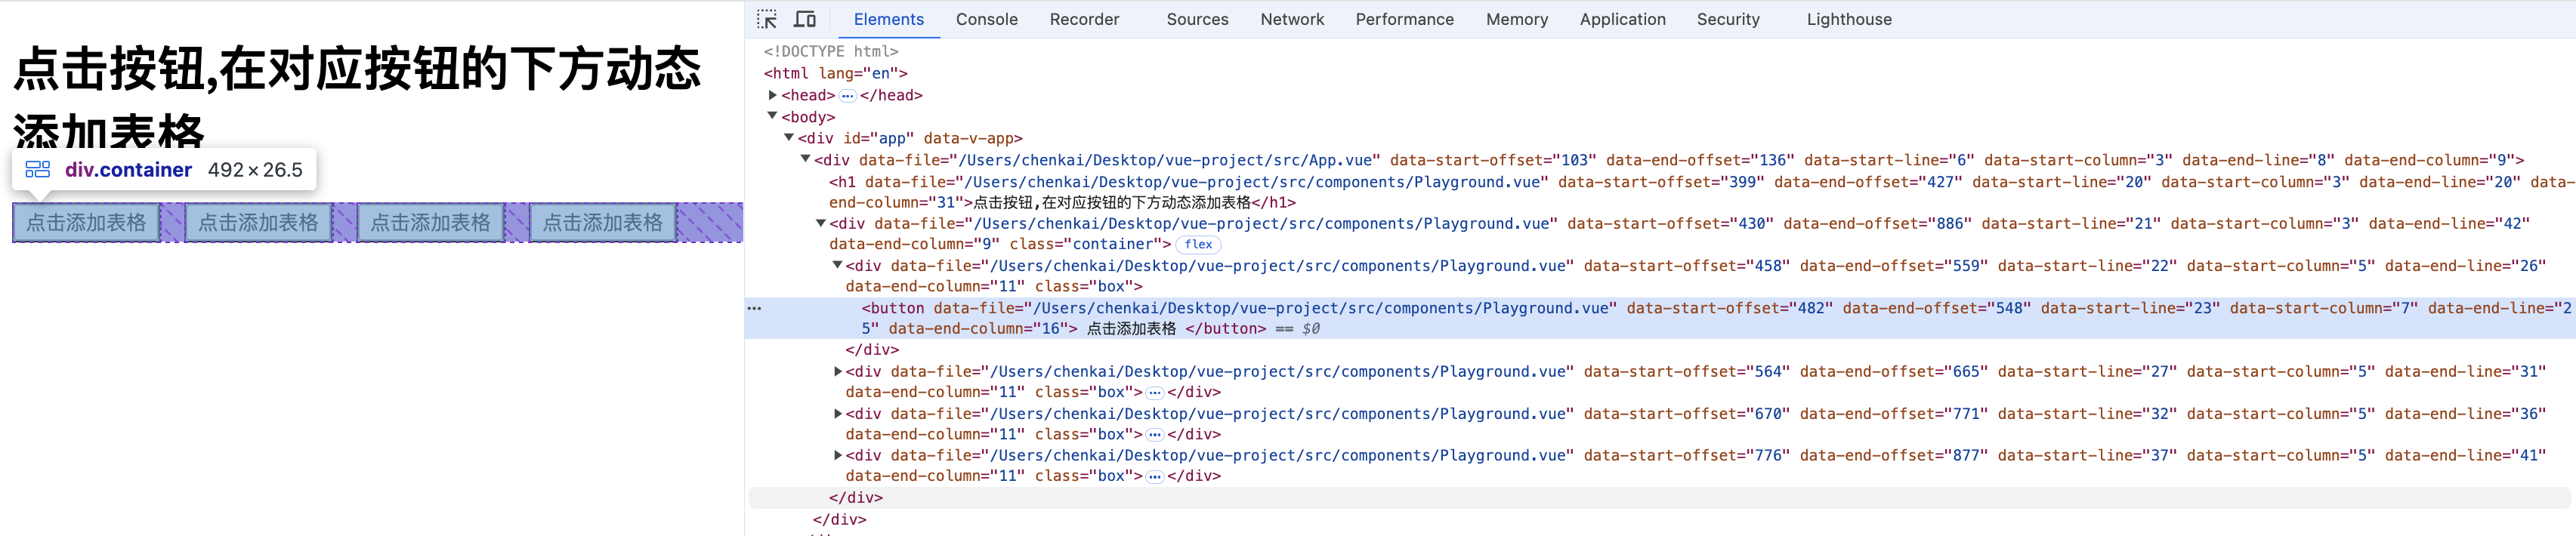 点击按钮,在对应按钮的下方动态
添加表格
div.container 492×26.5
点击添加表格 点击添加表格 点击添加表格 点击添加表格
Elements Console Recorder Sources Network Performance Memory Application Security Lighthouse
<!DOCTYPE html>
<html lang="en">
<head> ⋯ </head>
<body>
<div id="app" data-v-app>
<div data-file="/Users/chenkai/Desktop/vue-project/src/App.vue" data-start-offset="103" data-end-offset="136" data-start-line="6" data-start-column="3" data-end-line="8" data-end-column="9">
<h1 data-file="/Users/chenkai/Desktop/vue-project/src/components/Playground.vue" data-start-offset="399" data-end-offset="427" data-start-line="20" data-start-column="3" data-end-line="20" data-
end-column="31">点击按钮,在对应按钮的下方动态添加表格</h1>
<div data-file="/Users/chenkai/Desktop/vue-project/src/components/Playground.vue" data-start-offset="430" data-end-offset="886" data-start-line="21" data-start-column="3" data-end-line="42"
data-end-column="9" class="container"> flex
<div data-file="/Users/chenkai/Desktop/vue-project/src/components/Playground.vue" data-start-offset="458" data-end-offset="559" data-start-line="22" data-start-column="5" data-end-line="26"
data-end-column="11" class="box">
<button data-file="/Users/chenkai/Desktop/vue-project/src/components/Playground.vue" data-start-offset="482" data-end-offset="548" data-start-line="23" data-start-column="7" data-end-line="2
5" data-end-column="16"> 点击添加表格 </button> == $0
</div>
<div data-file="/Users/chenkai/Desktop/vue-project/src/components/Playground.vue" data-start-offset="564" data-end-offset="665" data-start-line="27" data-start-column="5" data-end-line="31"
data-end-column="11" class="box"> ⋯ </div>
<div data-file="/Users/chenkai/Desktop/vue-project/src/components/Playground.vue" data-start-offset="670" data-end-offset="771" data-start-line="32" data-start-column="5" data-end-line="36"
data-end-column="11" class="box"> ⋯ </div>
<div data-file="/Users/chenkai/Desktop/vue-project/src/components/Playground.vue" data-start-offset="776" data-end-offset="877" data-start-line="37" data-start-column="5" data-end-line="41"
data-end-column="11" class="box"> ⋯ </div>
</div>
</div>